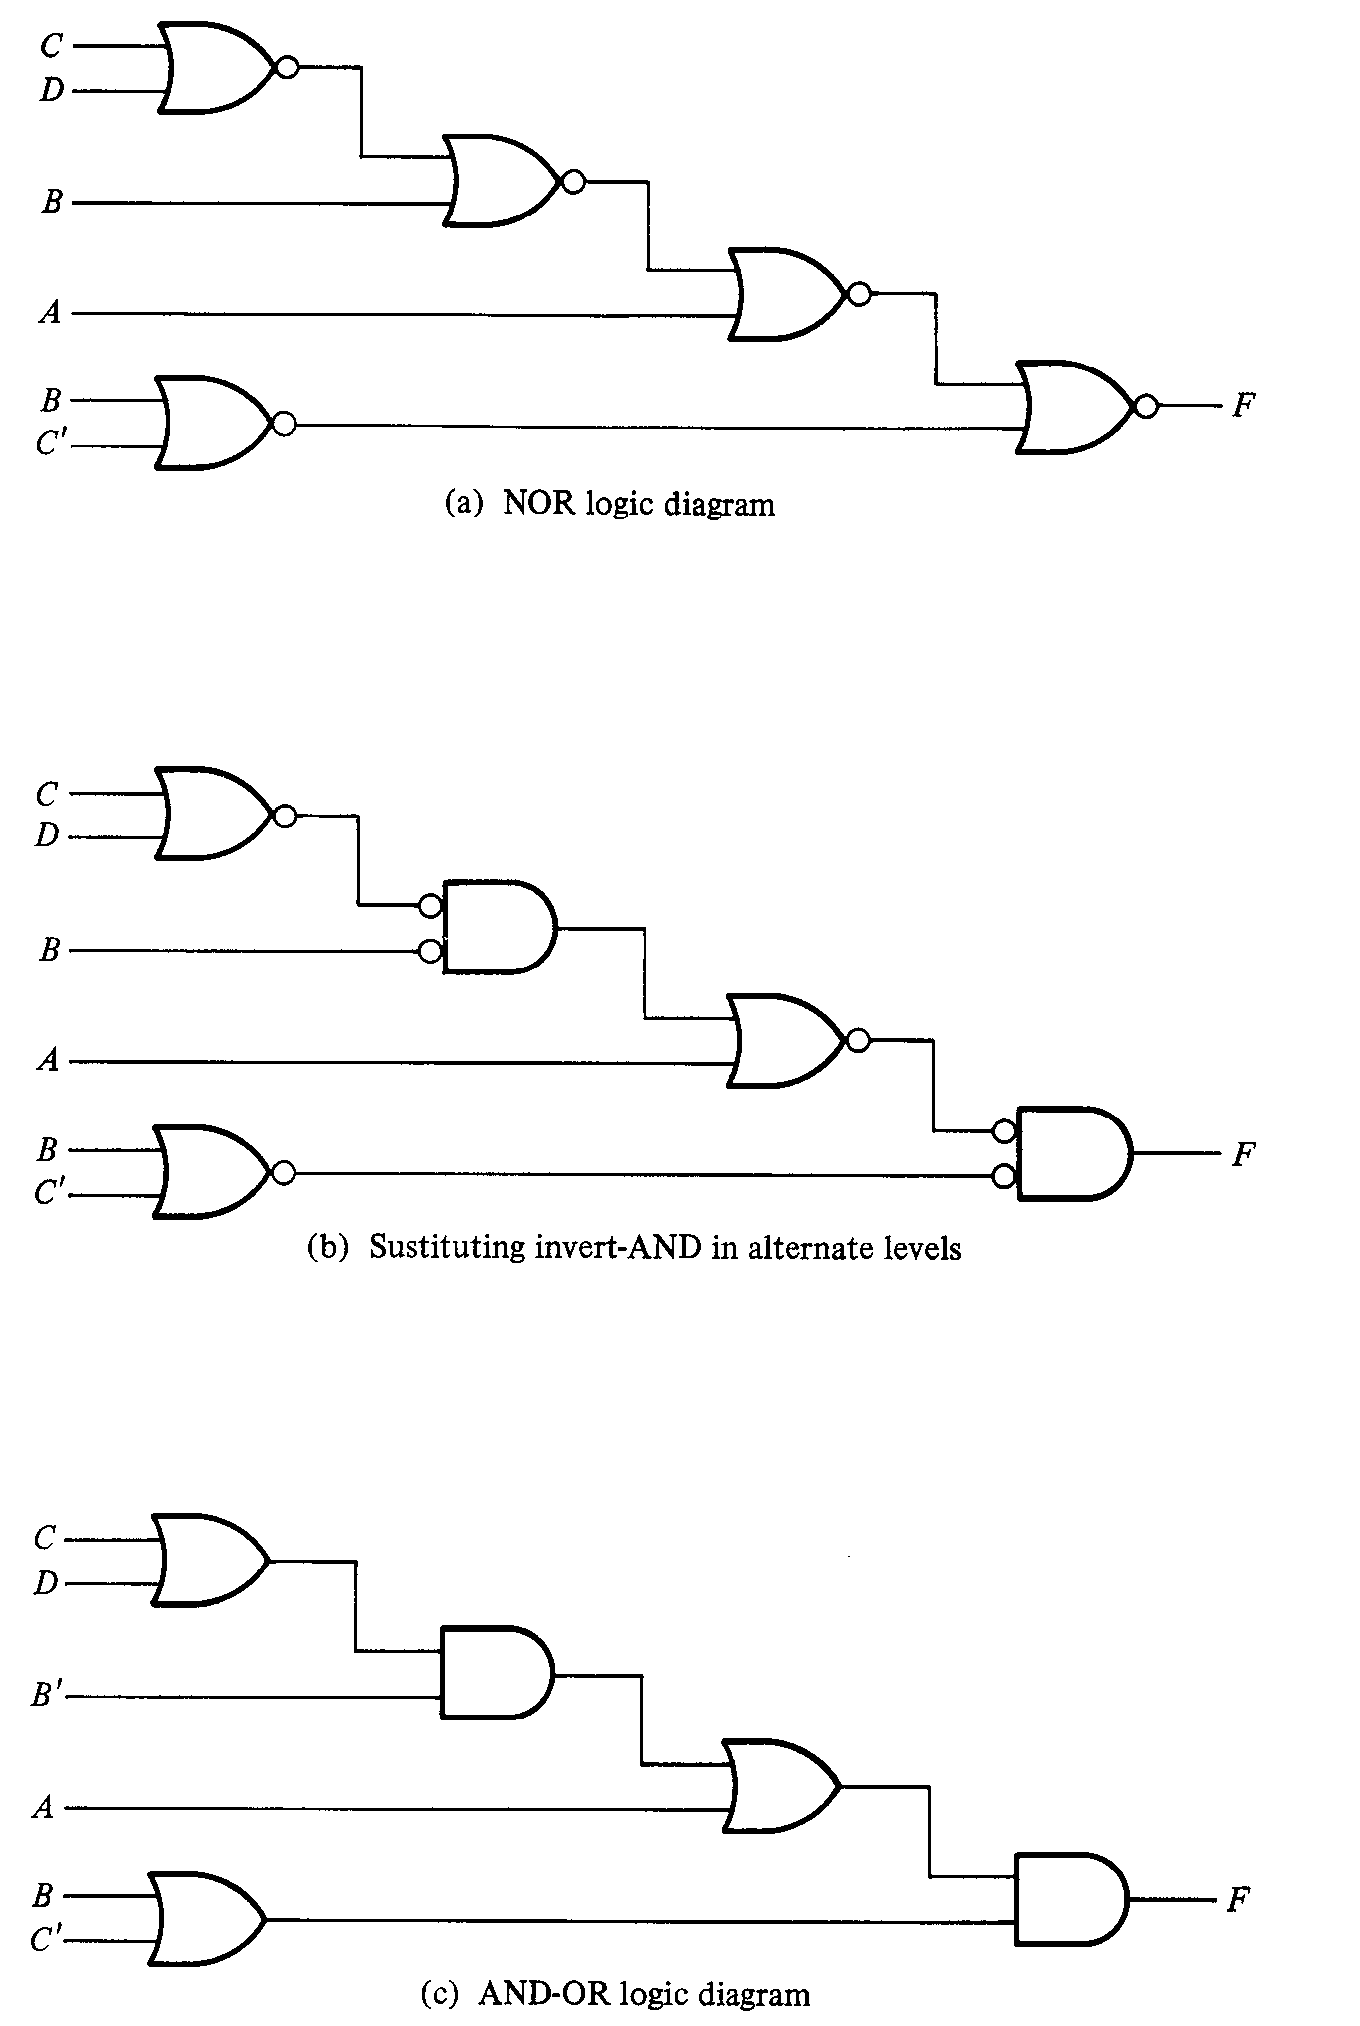 C
D
B
A
B
C'
F
(a) NOR logic diagram
C
D
B
A
B
C'
F
(b) Sustituting invert-AND in alternate levels
C
D
B'
A
B
C'
F
(c) AND-OR logic diagram